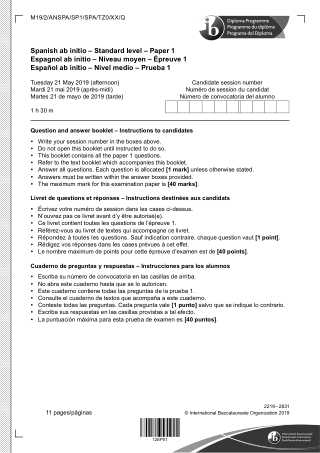 M19/2/ANSPA/SP1/SPA/TZ0/XX/Q
Diploma Programme
Programme du diplôme
Programa del Diploma
Spanish ab initio – Standard level – Paper 1
Espagnol ab initio – Niveau moyen – Épreuve 1
Español ab initio – Nivel medio – Prueba 1
Tuesday 21 May 2019 (afternoon)
Mardi 21 mai 2019 (après-midi)
Martes 21 de mayo de 2019 (tarde)
Candidate session number
Numéro de session du candidat
Número de convocatoria del alumno
1 h 30 m
Question and answer booklet – Instructions to candidates
• Write your session number in the boxes above.
• Do not open this booklet until instructed to do so.
• This booklet contains all the paper 1 questions.
• Refer to the text booklet which accompanies this booklet.
• Answer all questions. Each question is allocated [1 mark] unless otherwise stated.
• Answers must be written within the answer boxes provided.
• The maximum mark for this examination paper is [40 marks].
Livret de questions et réponses – Instructions destinées aux candidats
• Écrivez votre numéro de session dans les cases ci-dessus.
• N'ouvrez pas ce livret avant d'y être autorisé(e).
• Ce livret contient toutes les questions de l'épreuve 1.
• Référez-vous au livret de textes qui accompagne ce livret.
• Répondez à toutes les questions. Sauf indication contraire, chaque question vaut [1 point].
• Rédigez vos réponses dans les cases prévues à cet effet.
• Le nombre maximum de points pour cette épreuve d'examen est de [40 points].
Cuaderno de preguntas y respuestas – Instrucciones para los alumnos
• Escriba su número de convocatoria en las casillas de arriba.
• No abra este cuaderno hasta que se lo autoricen.
• Este cuaderno contiene todas las preguntas de la prueba 1.
• Consulte el cuaderno de textos que acompaña a este cuaderno.
• Conteste todas las preguntas. Cada pregunta vale [1 punto] salvo que se indique lo contrario.
• Escriba sus respuestas en las casillas provistas a tal efecto.
• La puntuación máxima para esta prueba de examen es [40 puntos].
11 pages/páginas
2219–2831
© International Baccalaureate Organization 2019
12EP01
International Baccalaureate
Baccalauréat International
Bachillerato Internacional